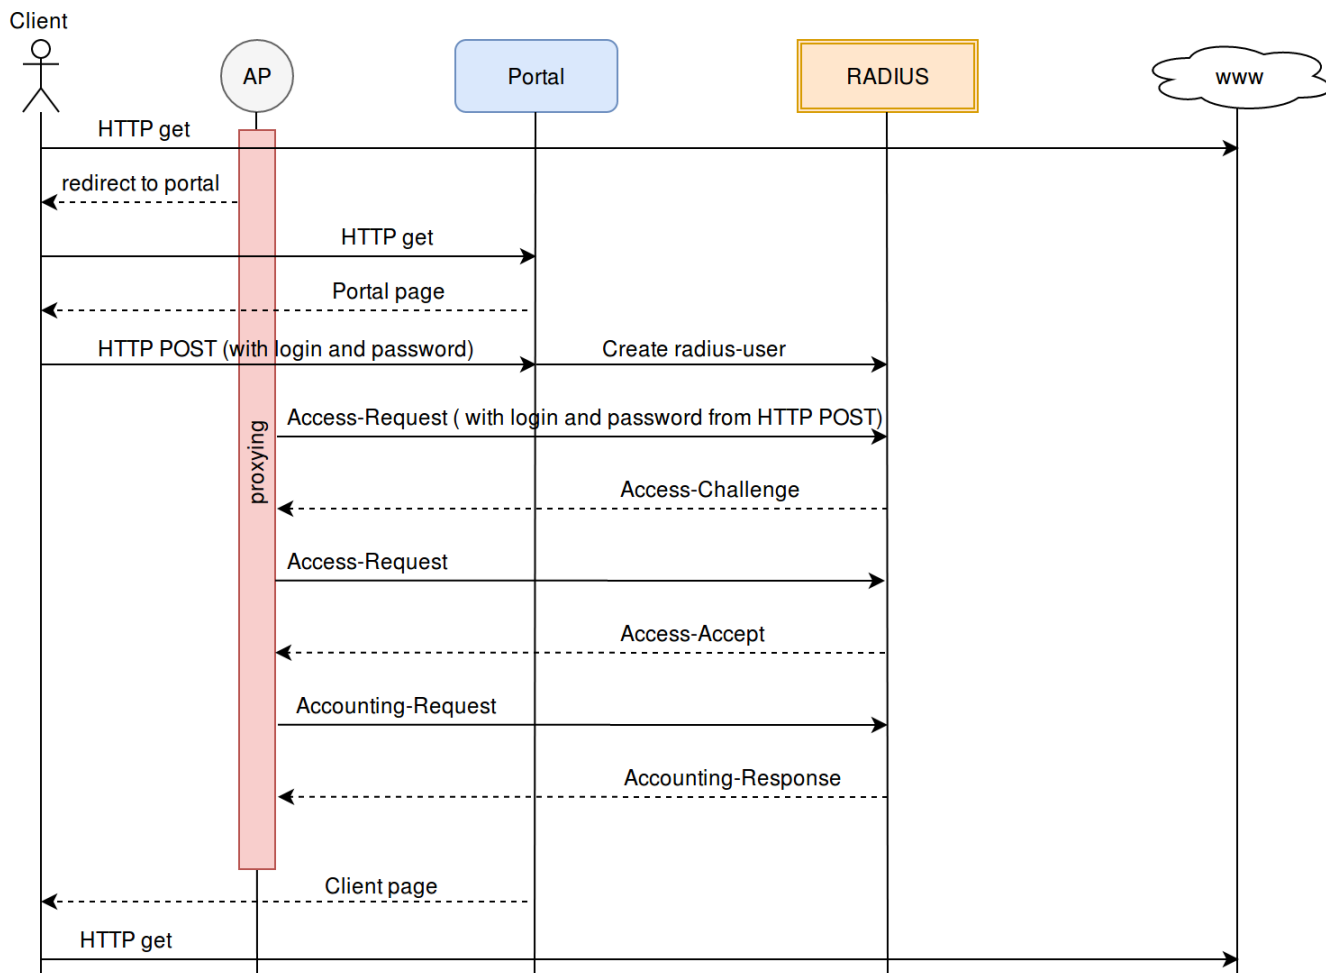 Client
AP
Portal
RADIUS
www
HTTP get
redirect to portal
HTTP get
Portal page
HTTP POST (with login and password)
Create radius-user
Access-Request ( with login and password from HTTP POST)
proxying
Access-Challenge
Access-Request
Access-Accept
Accounting-Request
Accounting-Response
Client page
HTTP get